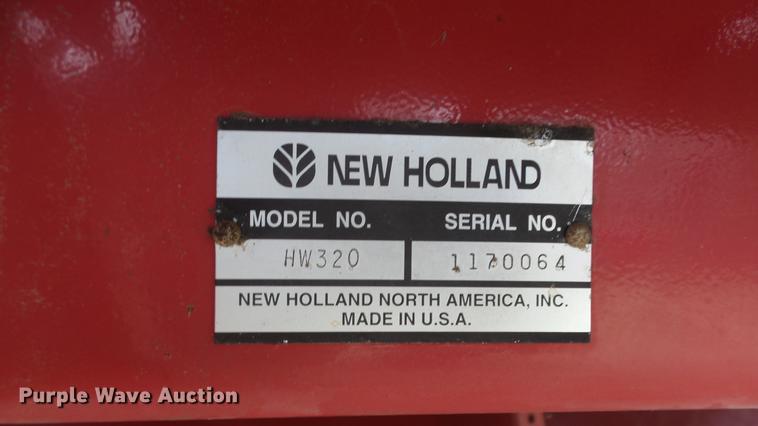 NEW HOLLAND
MODEL NO. SERIAL NO.
HW320 1170064
NEW HOLLAND NORTH AMERICA, INC.
MADE IN U.S.A.
Purple Wave Auction